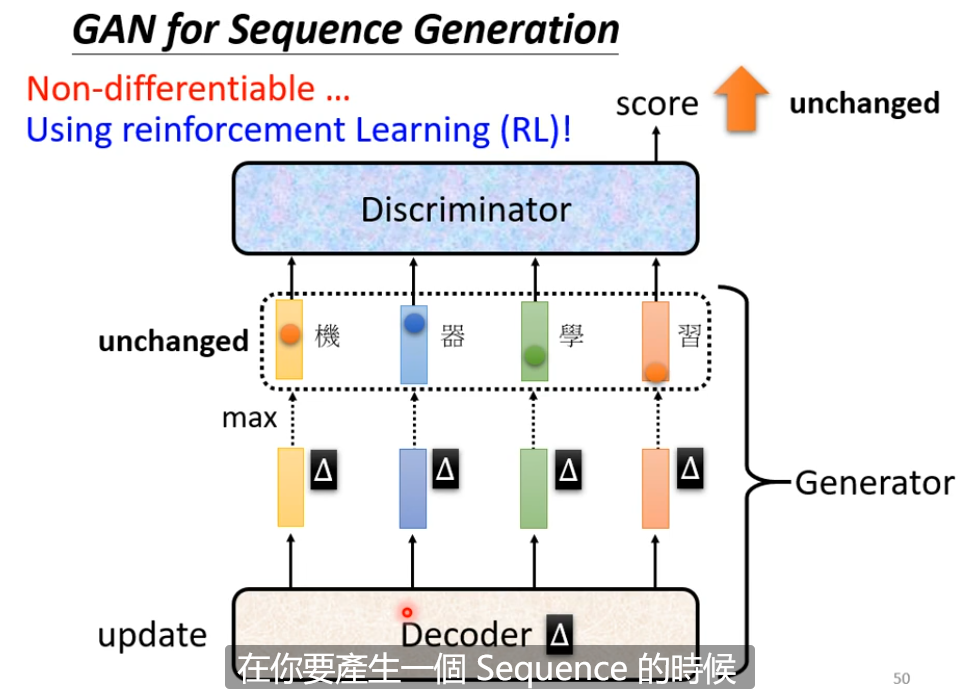 GAN for Sequence Generation
Non-differentiable ...
Using reinforcement Learning (RL)!
score
unchanged
Discriminator
unchanged
機
器
學
習
max
Δ
Δ
Δ
Δ
Generator
update
Decoder Δ
在你要產生一個 Sequence 的時候
50